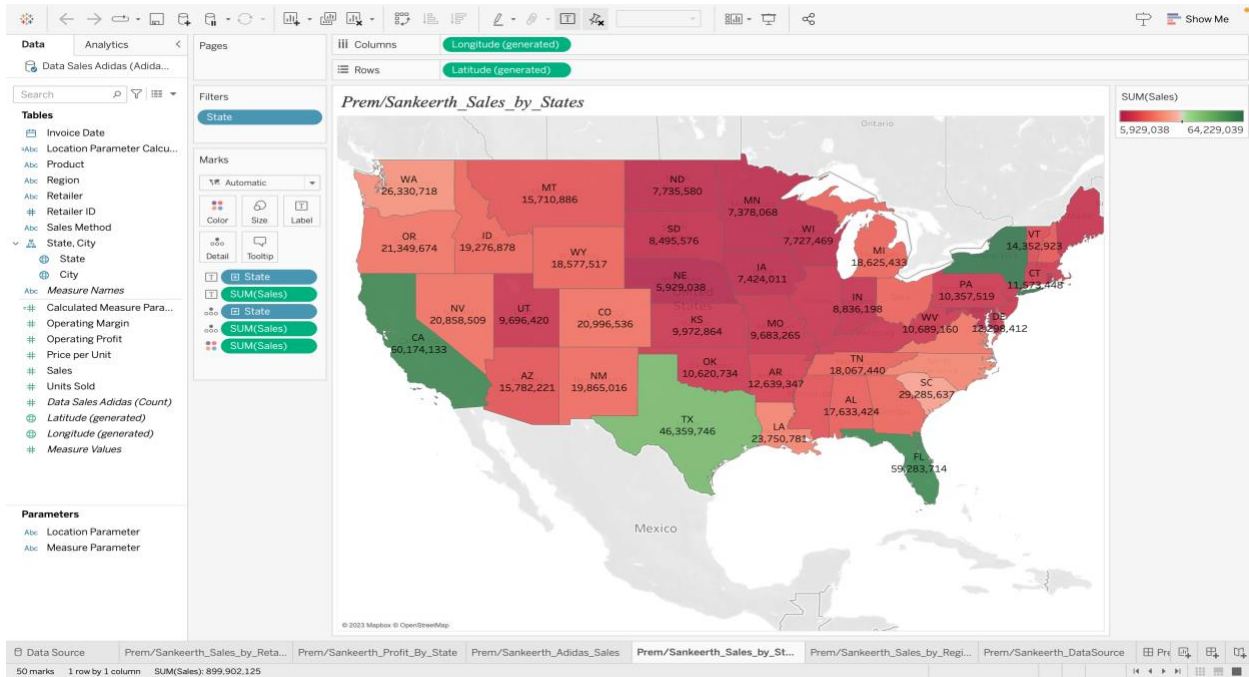 Show Me
Data
Analytics
Data Sales Adidas (Adida...
Search
Tables
Invoice Date
Abc Location Parameter Calcu...
Abc Product
Abc Region
Abc Retailer
# Retailer ID
Abc Sales Method
State, City
State
City
Abc Measure Names
=# Calculated Measure Para...
# Operating Margin
# Operating Profit
# Price per Unit
# Sales
# Units Sold
# Data Sales Adidas (Count)
Latitude (generated)
Longitude (generated)
# Measure Values
Parameters
Abc Location Parameter
Abc Measure Parameter
Pages
Filters
State
Marks
Automatic
Color
Size
Label
Detail
Tooltip
State
SUM(Sales)
State
SUM(Sales)
SUM(Sales)
Columns
Longitude (generated)
Rows
Latitude (generated)
Prem/Sankeerth_Sales_by_States
Ontario
WA
26,330,718
MT
15,710,886
ND
7,735,580
MN
7,378,068
OR
21,349,674
ID
19,276,878
WY
18,577,517
SD
8,495,576
WI
7,727,469
MI
18,625,433
VT
14,352,923
NE
5,929,038
IA
7,424,011
CT
11,573,448
PA
10,357,519
NV
20,858,509
UT
9,696,420
CO
20,996,536
KS
9,972,864
MO
9,683,265
IN
8,836,198
WV
10,689,160
DE
12,298,412
CA
60,174,133
AZ
15,782,221
NM
19,865,016
OK
10,620,734
AR
12,639,347
TN
18,067,440
SC
29,285,637
AL
17,633,424
TX
46,359,746
LA
23,750,781
FL
59,283,714
United
States
Mexico
© 2023 Mapbox © OpenStreetMap
SUM(Sales)
5,929,038
64,229,039
Data Source
Prem/Sankeerth_Sales_by_Reta...
Prem/Sankeerth_Profit_By_State
Prem/Sankeerth_Adidas_Sales
Prem/Sankeerth_Sales_by_St...
Prem/Sankeerth_Sales_by_Regi...
Prem/Sankeerth_DataSource
Pr
50 marks
1 row by 1 column
SUM(Sales): 899,902,125